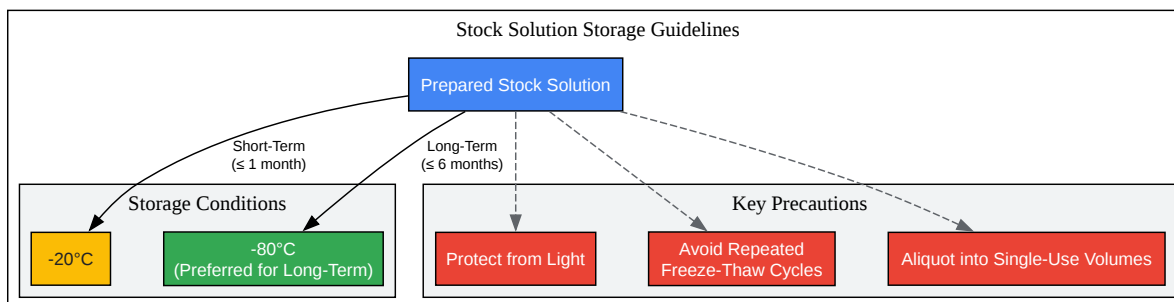 Stock Solution Storage Guidelines
Prepared Stock Solution
Short-Term
(≤ 1 month)
Long-Term
(≤ 6 months)
Storage Conditions
-20°C
-80°C
(Preferred for Long-Term)
Key Precautions
Protect from Light
Avoid Repeated
Freeze-Thaw Cycles
Aliquot into Single-Use Volumes